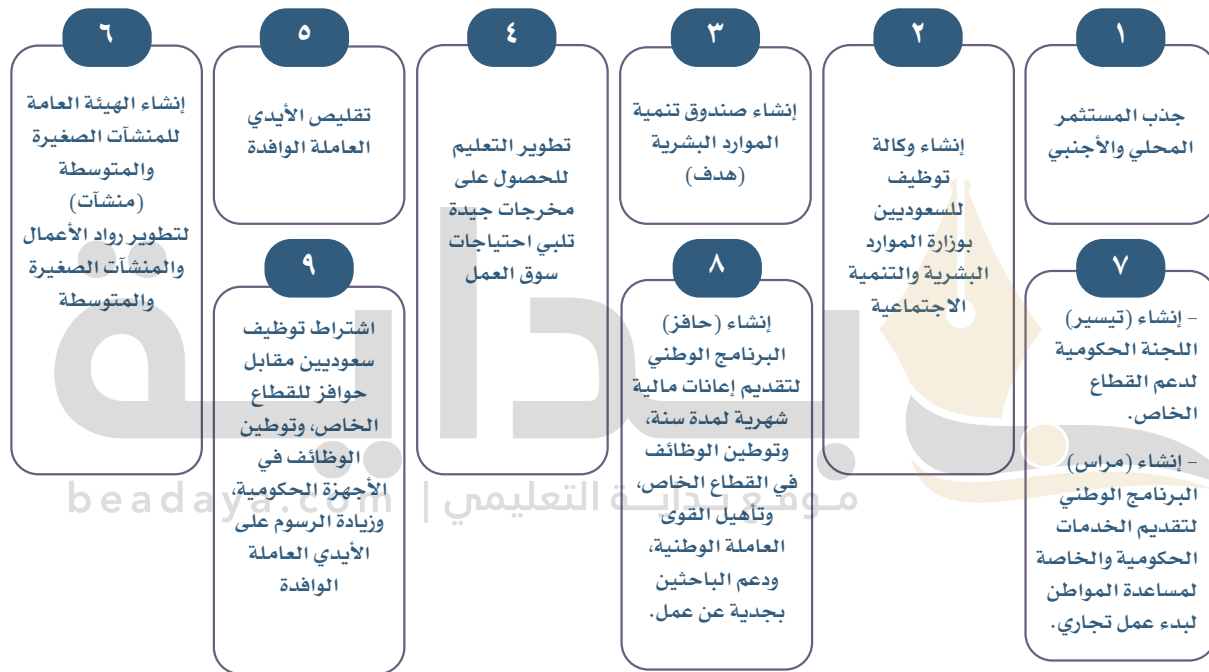 ١
جذب المستثمر
المحلي والأجنبي
٢
إنشاء وكالة
توظيف
للسعوديين
بوزارة الموارد
البشرية والتنمية
الاجتماعية
٣
إنشاء صندوق تنمية
الموارد البشرية
(هدف)
٤
تطوير التعليم
للحصول على
مخرجات جيدة
تلبي احتياجات
سوق العمل
٥
تقليص الأيدي
العاملة الوافدة
٦
إنشاء الهيئة العامة
للمنشآت الصغيرة
والمتوسطة
(منشآت)
لتطوير رواد الأعمال
والمنشآت الصغيرة
والمتوسطة
٧
- إنشاء (تيسير)
اللجنة الحكومية
لدعم القطاع
الخاص.
- إنشاء (مراس)
البرنامج الوطني
لتقديم الخدمات
الحكومية والخاصة
لمساعدة المواطن
لبدء عمل تجاري.
٨
إنشاء (حافز)
البرنامج الوطني
لتقديم إعانات مالية
شهرية لمدة سنة،
وتوطين الوظائف
في القطاع الخاص،
وتأهيل القوى
العاملة الوطنية،
ودعم الباحثين
بجدية عن عمل.
٩
اشتراط توظيف
سعوديين مقابل
حوافز للقطاع
الخاص، وتوطين
الوظائف في
الأجهزة الحكومية،
وزيادة الرسوم على
الأيدي العاملة
الوافدة
بداية
موقع بداية التعليمي | beadaya.com